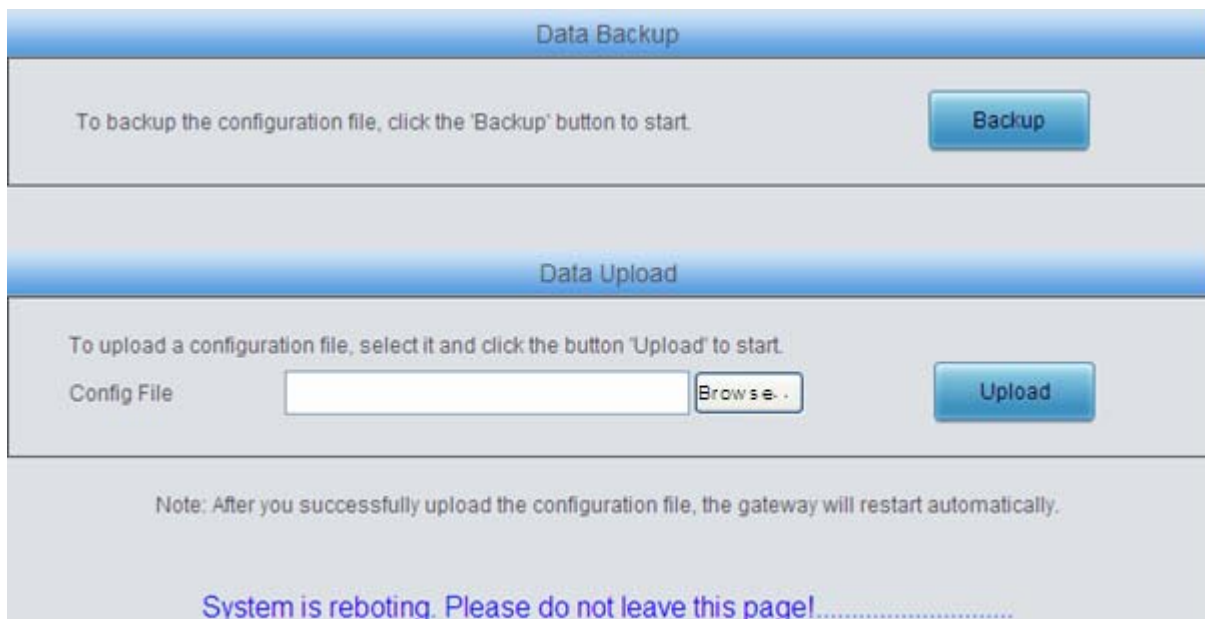 Data Backup
To backup the configuration file, click the 'Backup' button to start.
Backup
Data Upload
To upload a configuration file, select it and click the button 'Upload' to start.
Config File
Browse..
Upload
Note: After you successfully upload the configuration file, the gateway will restart automatically.
System is reboting. Please do not leave this page!............................